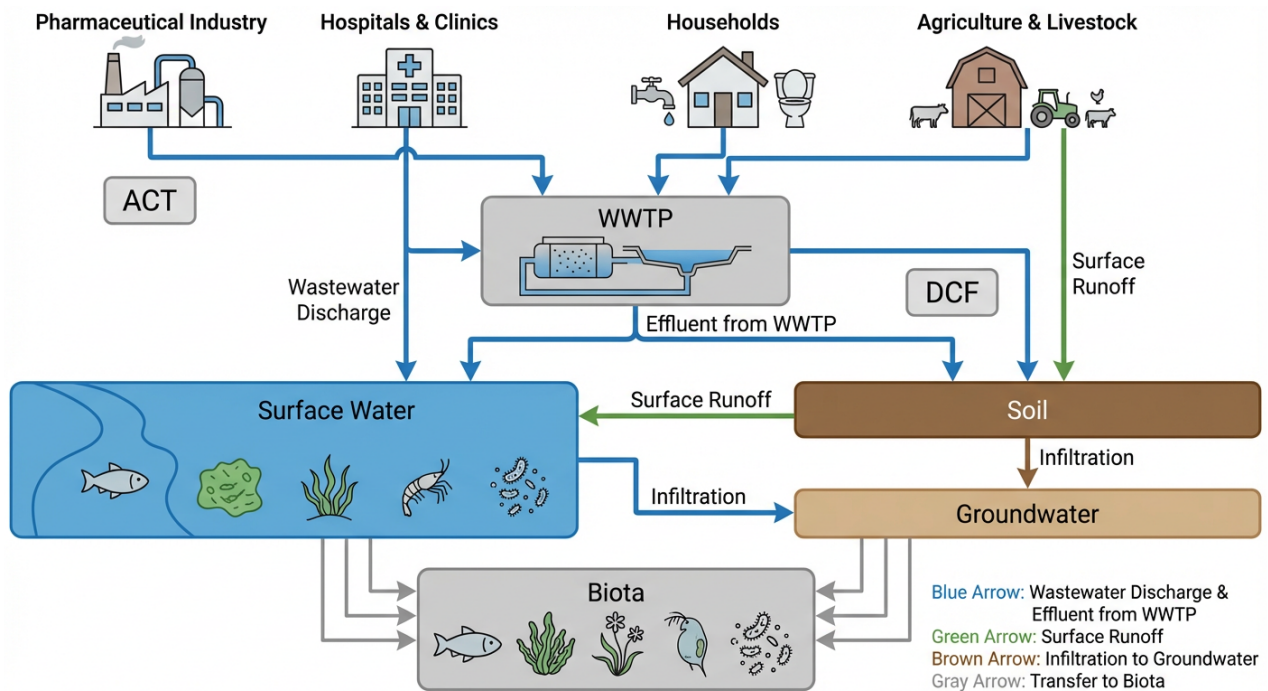 Pharmaceutical Industry
Hospitals & Clinics
Households
Agriculture & Livestock
ACT
WWTP
Wastewater
Discharge
DCF
Surface
Runoff
Effluent from WWTP
Surface Water
Surface Runoff
Soil
Infiltration
Infiltration
Groundwater
Biota
Blue Arrow: Wastewater Discharge &
Effluent from WWTP
Green Arrow: Surface Runoff
Brown Arrow: Infiltration to Groundwater
Gray Arrow: Transfer to Biota